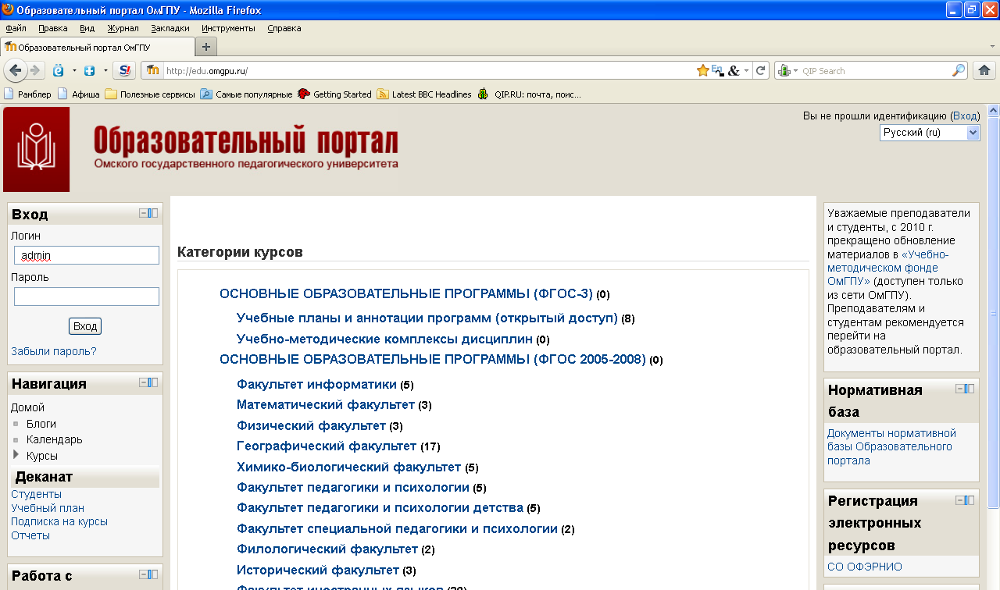 Образовательный портал ОмГПУ - Mozilla Firefox
Файл Правка Вид Журнал Закладки Инструменты Справка
Образовательный портал ОмГПУ
http://edu.omgpu.ru/
QIP Search
Рамблер Афиша Полезные сервисы Самые популярные Getting Started Latest BBC Headlines QIP.RU: почта, поис...
Образовательный портал
Омского государственного педагогического университета
Вы не прошли идентификацию (Вход)
Русский (ru)
Вход
Логин
admin
Пароль
Вход
Забыли пароль?
Навигация
Домой
Блоги
Календарь
Курсы
Деканат
Студенты
Учебный план
Подписка на курсы
Отчеты
Работа с
Категории курсов
ОСНОВНЫЕ ОБРАЗОВАТЕЛЬНЫЕ ПРОГРАММЫ (ФГОС-3) (0)
Учебные планы и аннотации программ (открытый доступ) (8)
Учебно-методические комплексы дисциплин (0)
ОСНОВНЫЕ ОБРАЗОВАТЕЛЬНЫЕ ПРОГРАММЫ (ФГОС 2005-2008) (0)
Факультет информатики (5)
Математический факультет (3)
Физический факультет (3)
Географический факультет (17)
Химико-биологический факультет (5)
Факультет педагогики и психологии (5)
Факультет педагогики и психологии детства (5)
Факультет специальной педагогики и психологии (2)
Филологический факультет (2)
Исторический факультет (3)
Факультет иностранных языков
Уважаемые преподаватели
и студенты, с 2010 г.
прекращено обновление
материалов в «Учебно-
методическом фонде
ОмГПУ» (доступен только
из сети ОмГПУ).
Преподавателям и
студентам рекомендуется
перейти на
образовательный портал.
Нормативная
база
Документы нормативной
базы Образовательного
портала
Регистрация
электронных
ресурсов
СО ОФЭРНИО